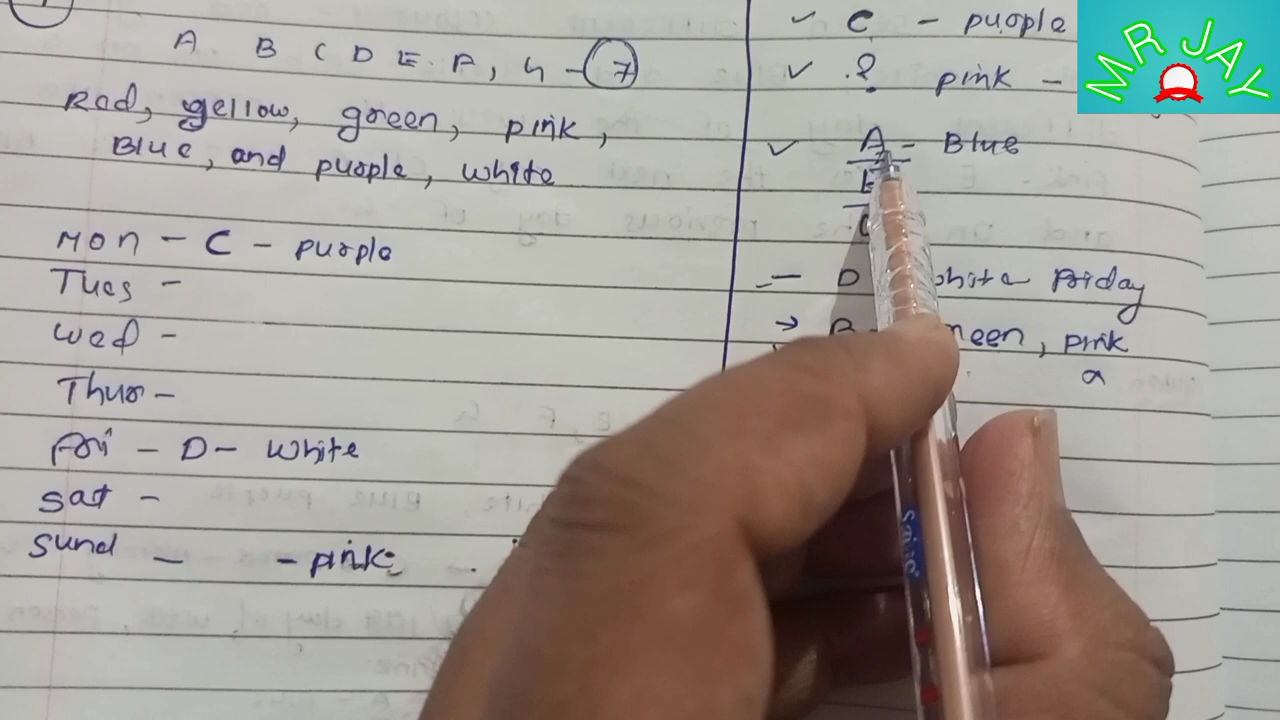 A B C D E F, G - 7
Red, yellow, green, pink,
Blue, and purple, white
Mon - C - purple
Tues -
wed -
Thur -
Fri - D - white
Sat -
Sund - - pink
✓ C - purple
✓ .? pink -
✓ A - Blue
E
- D white Friday
→ B green, pink
a
MR JAY